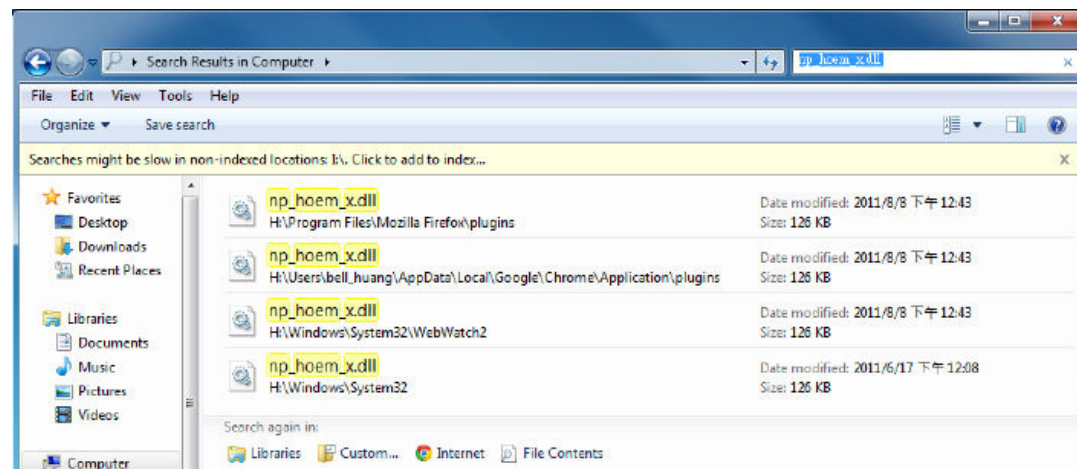 Search Results in Computer
np_hoem_x.dll
File Edit View Tools Help
Organize Save search
Searches might be slow in non-indexed locations: I:\. Click to add to index...
Favorites
Desktop
Downloads
Recent Places
Libraries
Documents
Music
Pictures
Videos
Computer
np_hoem_x.dll
H:\Program Files\Mozilla Firefox\plugins
Date modified: 2011/8/8 下午 12:43
Size: 126 KB
np_hoem_x.dll
H:\Users\bell_huang\AppData\Local\Google\Chrome\Application\plugins
Date modified: 2011/8/8 下午 12:43
Size: 126 KB
np_hoem_x.dll
H:\Windows\System32\WebWatch2
Date modified: 2011/8/8 下午 12:43
Size: 126 KB
np_hoem_x.dll
H:\Windows\System32
Date modified: 2011/6/17 下午 12:08
Size: 126 KB
Search again in:
Libraries Custom... Internet File Contents